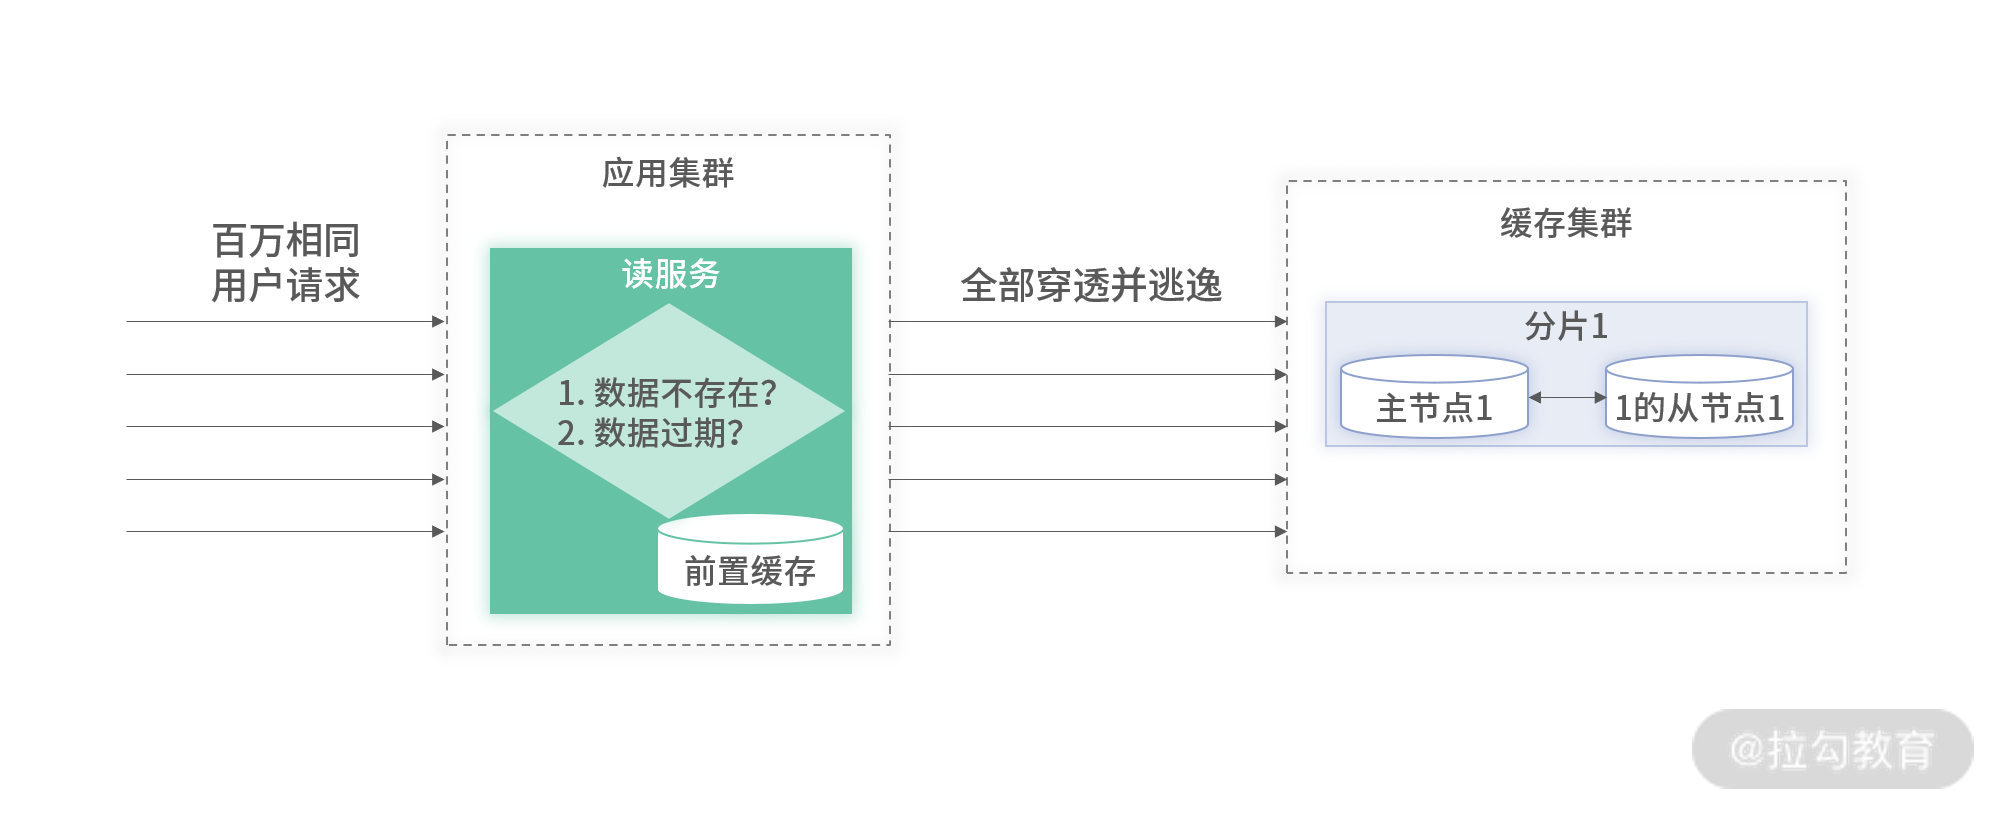 百万相同
用户请求
应用集群
读服务
1. 数据不存在？
2. 数据过期？
前置缓存
全部穿透并逃逸
缓存集群
分片1
主节点1
1的从节点1
@拉勾教育